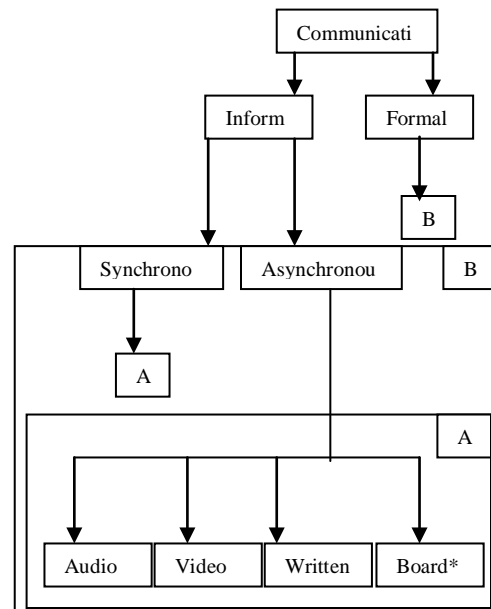 Communicati
Inform
Formal
B
Synchrono
Asynchronou
B
A
A
Audio
Video
Written
Board*